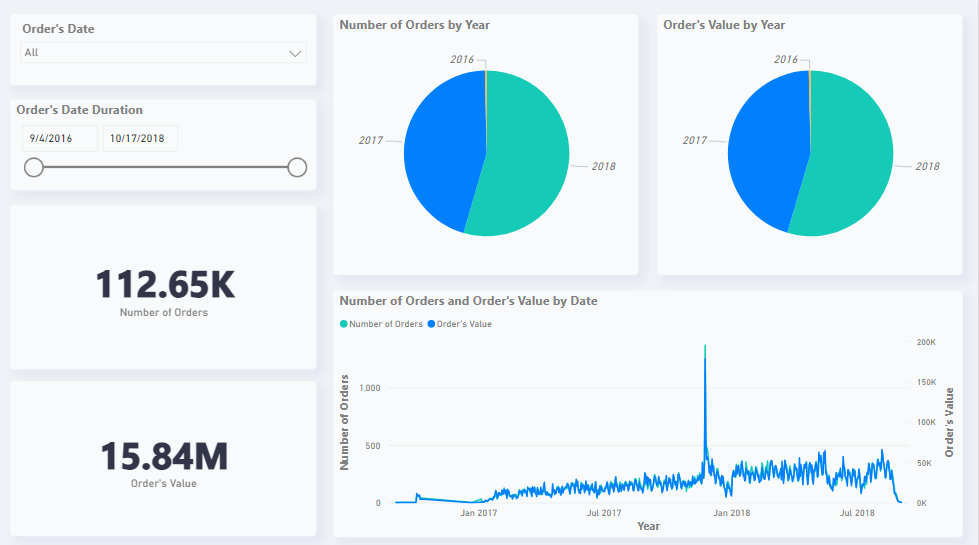 Order's Date
All
Order's Date Duration
9/4/2016 10/17/2018
112.65K
Number of Orders
15.84M
Order's Value
Number of Orders by Year
2016
2017
2018
Order's Value by Year
2016
2017
2018
Number of Orders and Order's Value by Date
Number of Orders Order's Value
Number of Orders
1,000
500
0
200K
150K
100K
50K
0K
Order's Value
Jan 2017 Jul 2017 Jan 2018 Jul 2018
Year